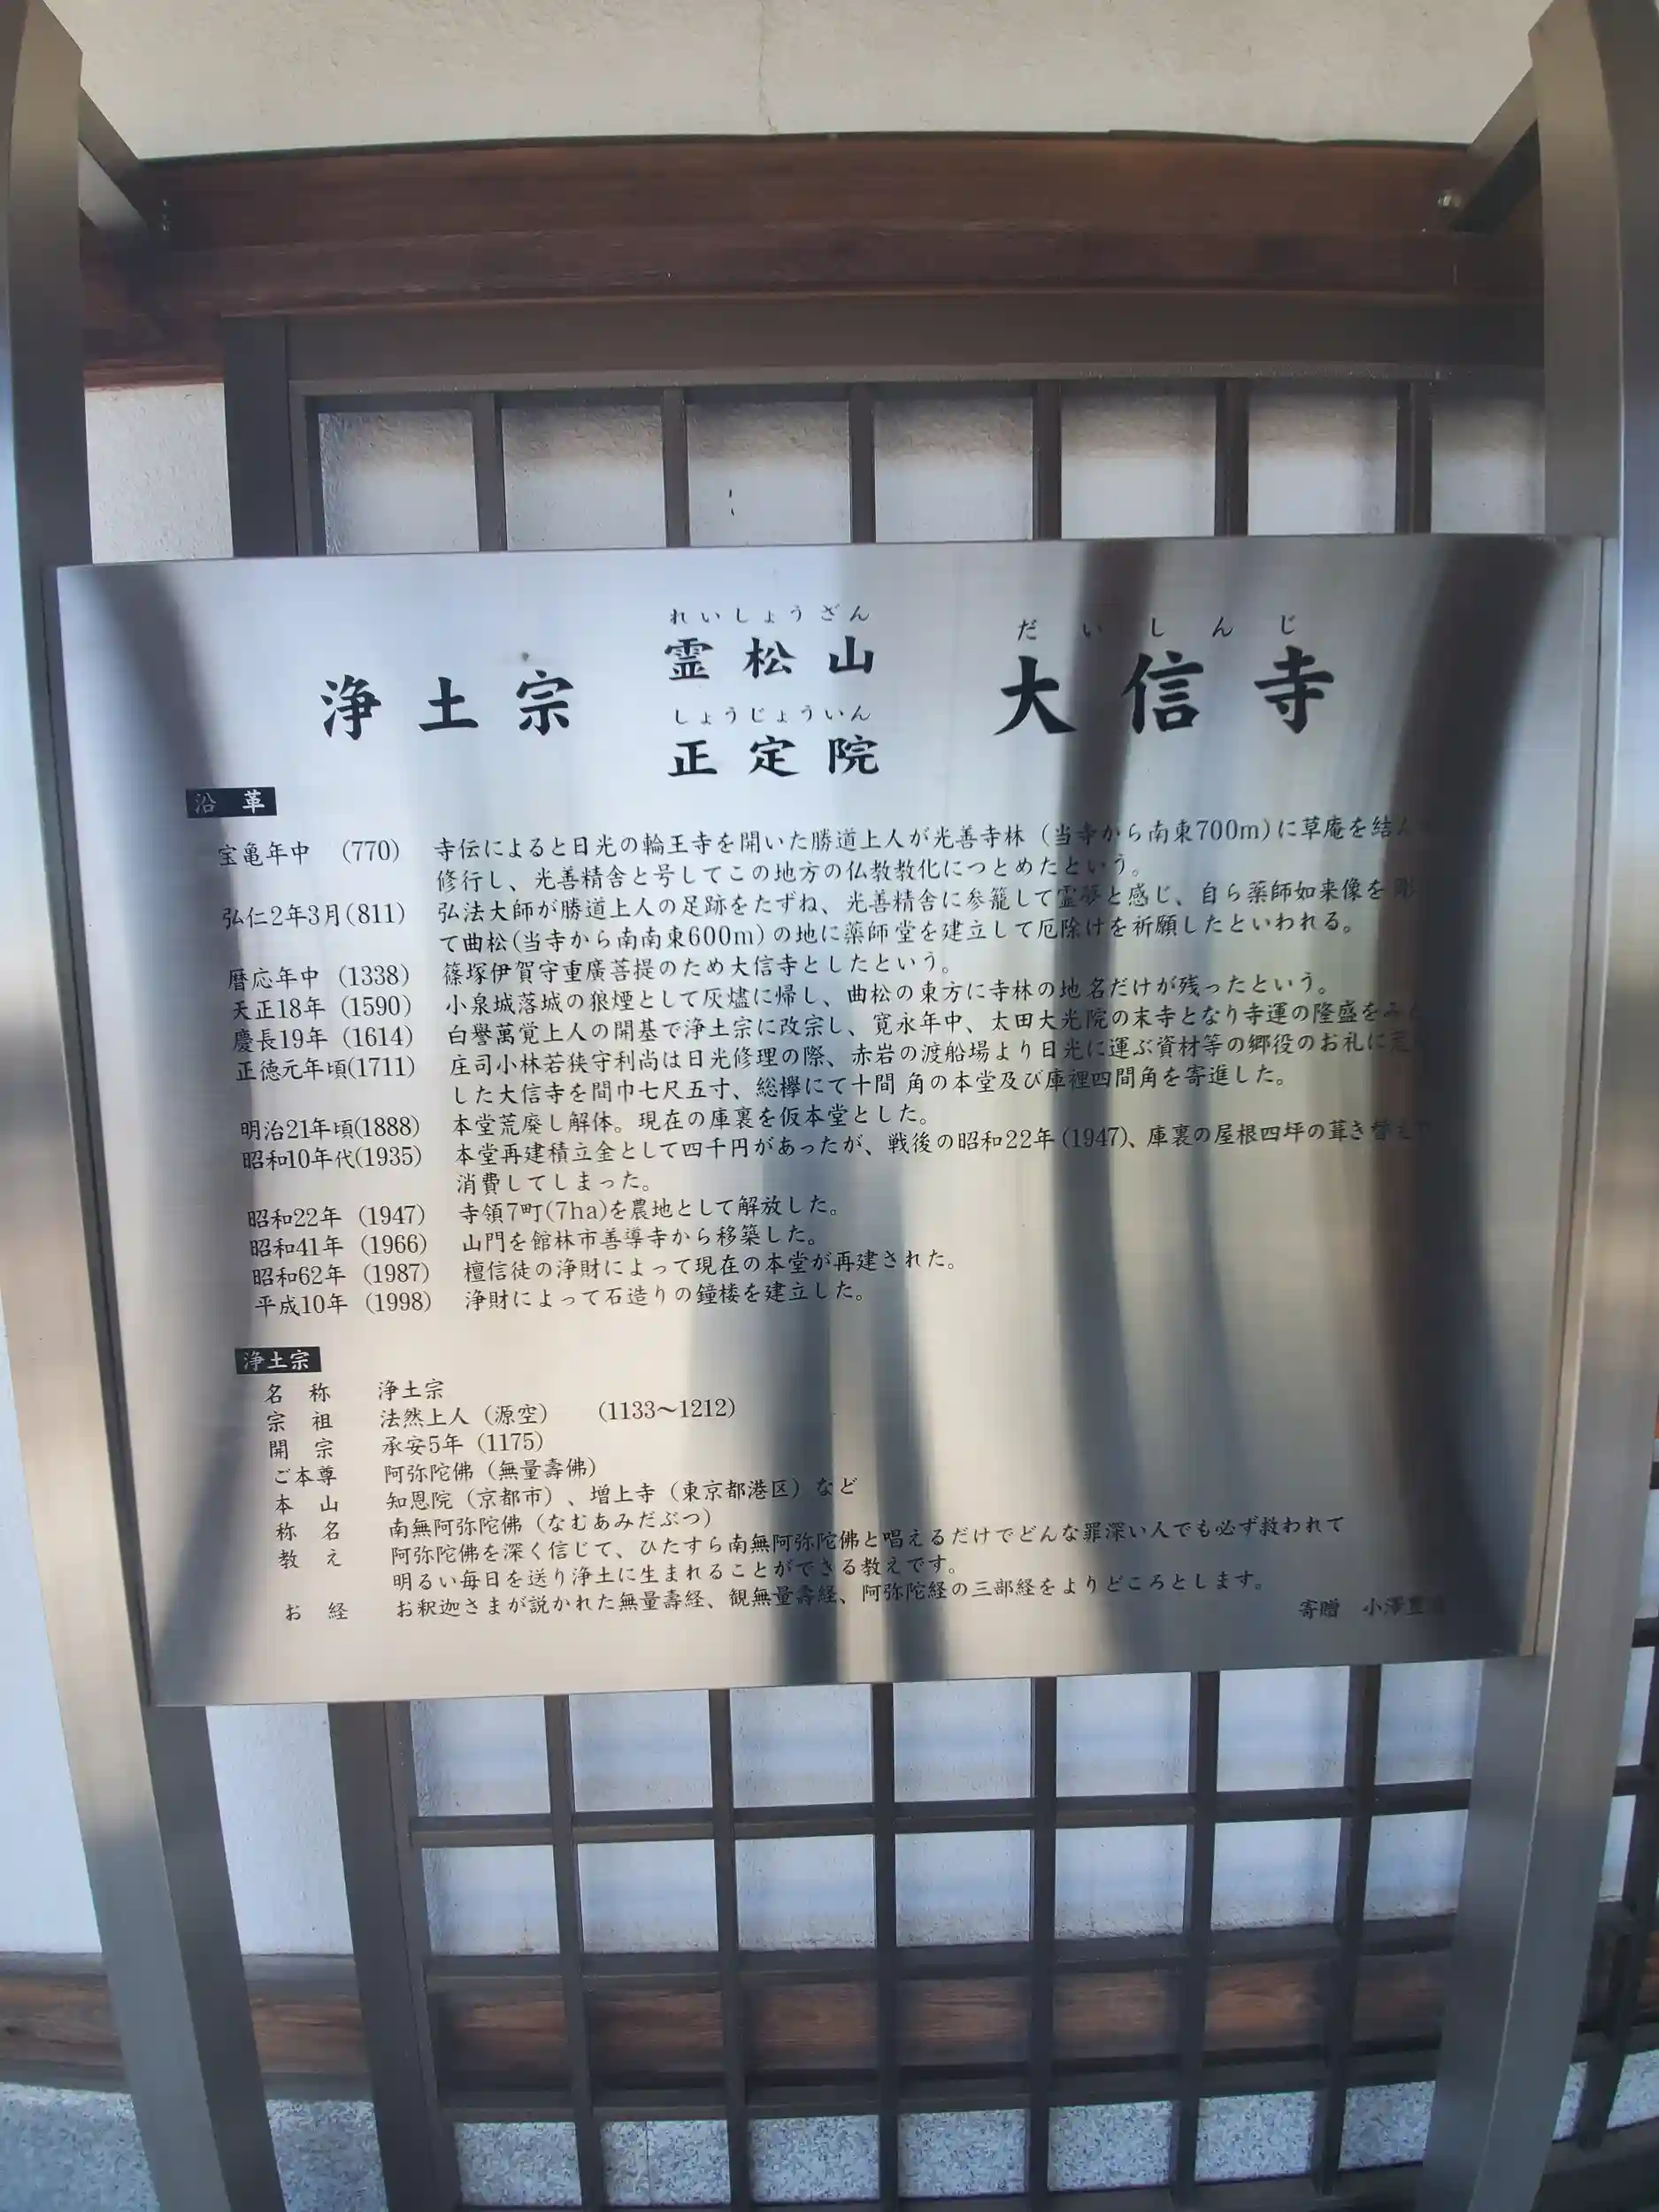 浄土宗
れいしょうざん
霊松山
しょうじょういん
正定院
だいしんじ
大信寺
沿革
宝亀年中 (770) 寺伝によると日光の輪王寺を開いた勝道上人が光善寺林(当寺から南東700m)に草庵を結ん
修行し、光善精舎と号してこの地方の仏教教化につとめたという。
弘仁2年3月(811) 弘法大師が勝道上人の足跡をたずね、光善精舎に参籠して霊夢と感じ、自ら薬師如来像を彫
て曲松(当寺から南南東600m)の地に薬師堂を建立して厄除けを祈願したといわれる。
暦応年中 (1338) 篠塚伊賀守重廣菩提のため大信寺としたという。
天正18年 (1590) 小泉城落城の狼煙として灰燼に帰し、曲松の東方に寺林の地名だけが残ったという。
慶長19年 (1614) 白譽萬覚上人の開基で浄土宗に改宗し、寛永年中、太田大光院の末寺となり寺運の隆盛をみ
正徳元年頃(1711) 庄司小林若狭守利尚は日光修理の際、赤岩の渡船場より日光に運ぶ資材等の郷役のお礼に荒
した大信寺を間巾七尺五寸、総欅にて十間 角の本堂及び庫裡四間角を寄進した。
明治21年頃(1888) 本堂荒廃し解体。現在の庫裏を仮本堂とした。
昭和10年代(1935) 本堂再建積立金として四千円があったが、戦後の昭和22年(1947)、庫裏の屋根四坪の葺き替えで
消費してしまった。
昭和22年 (1947) 寺領7町(7ha)を農地として解放した。
昭和41年 (1966) 山門を館林市善導寺から移築した。
昭和62年 (1987) 檀信徒の浄財によって現在の本堂が再建された。
平成10年 (1998) 浄財によって石造りの鐘楼を建立した。
浄土宗
名称 浄土宗
宗祖 法然上人(源空) (1133〜1212)
開宗 承安5年(1175)
ご本尊 阿弥陀佛(無量壽佛)
本山 知恩院(京都市)、増上寺(東京都港区)など
称名 南無阿弥陀佛(なむあみだぶつ)
教え 阿弥陀佛を深く信じて、ひたすら南無阿弥陀佛と唱えるだけでどんな罪深い人でも必ず救われて
明るい毎日を送り浄土に生まれることができる教えです。
お経 お釈迦さまが説かれた無量壽経、観無量壽経、阿弥陀経の三部経をよりどころとします。
寄贈 小澤